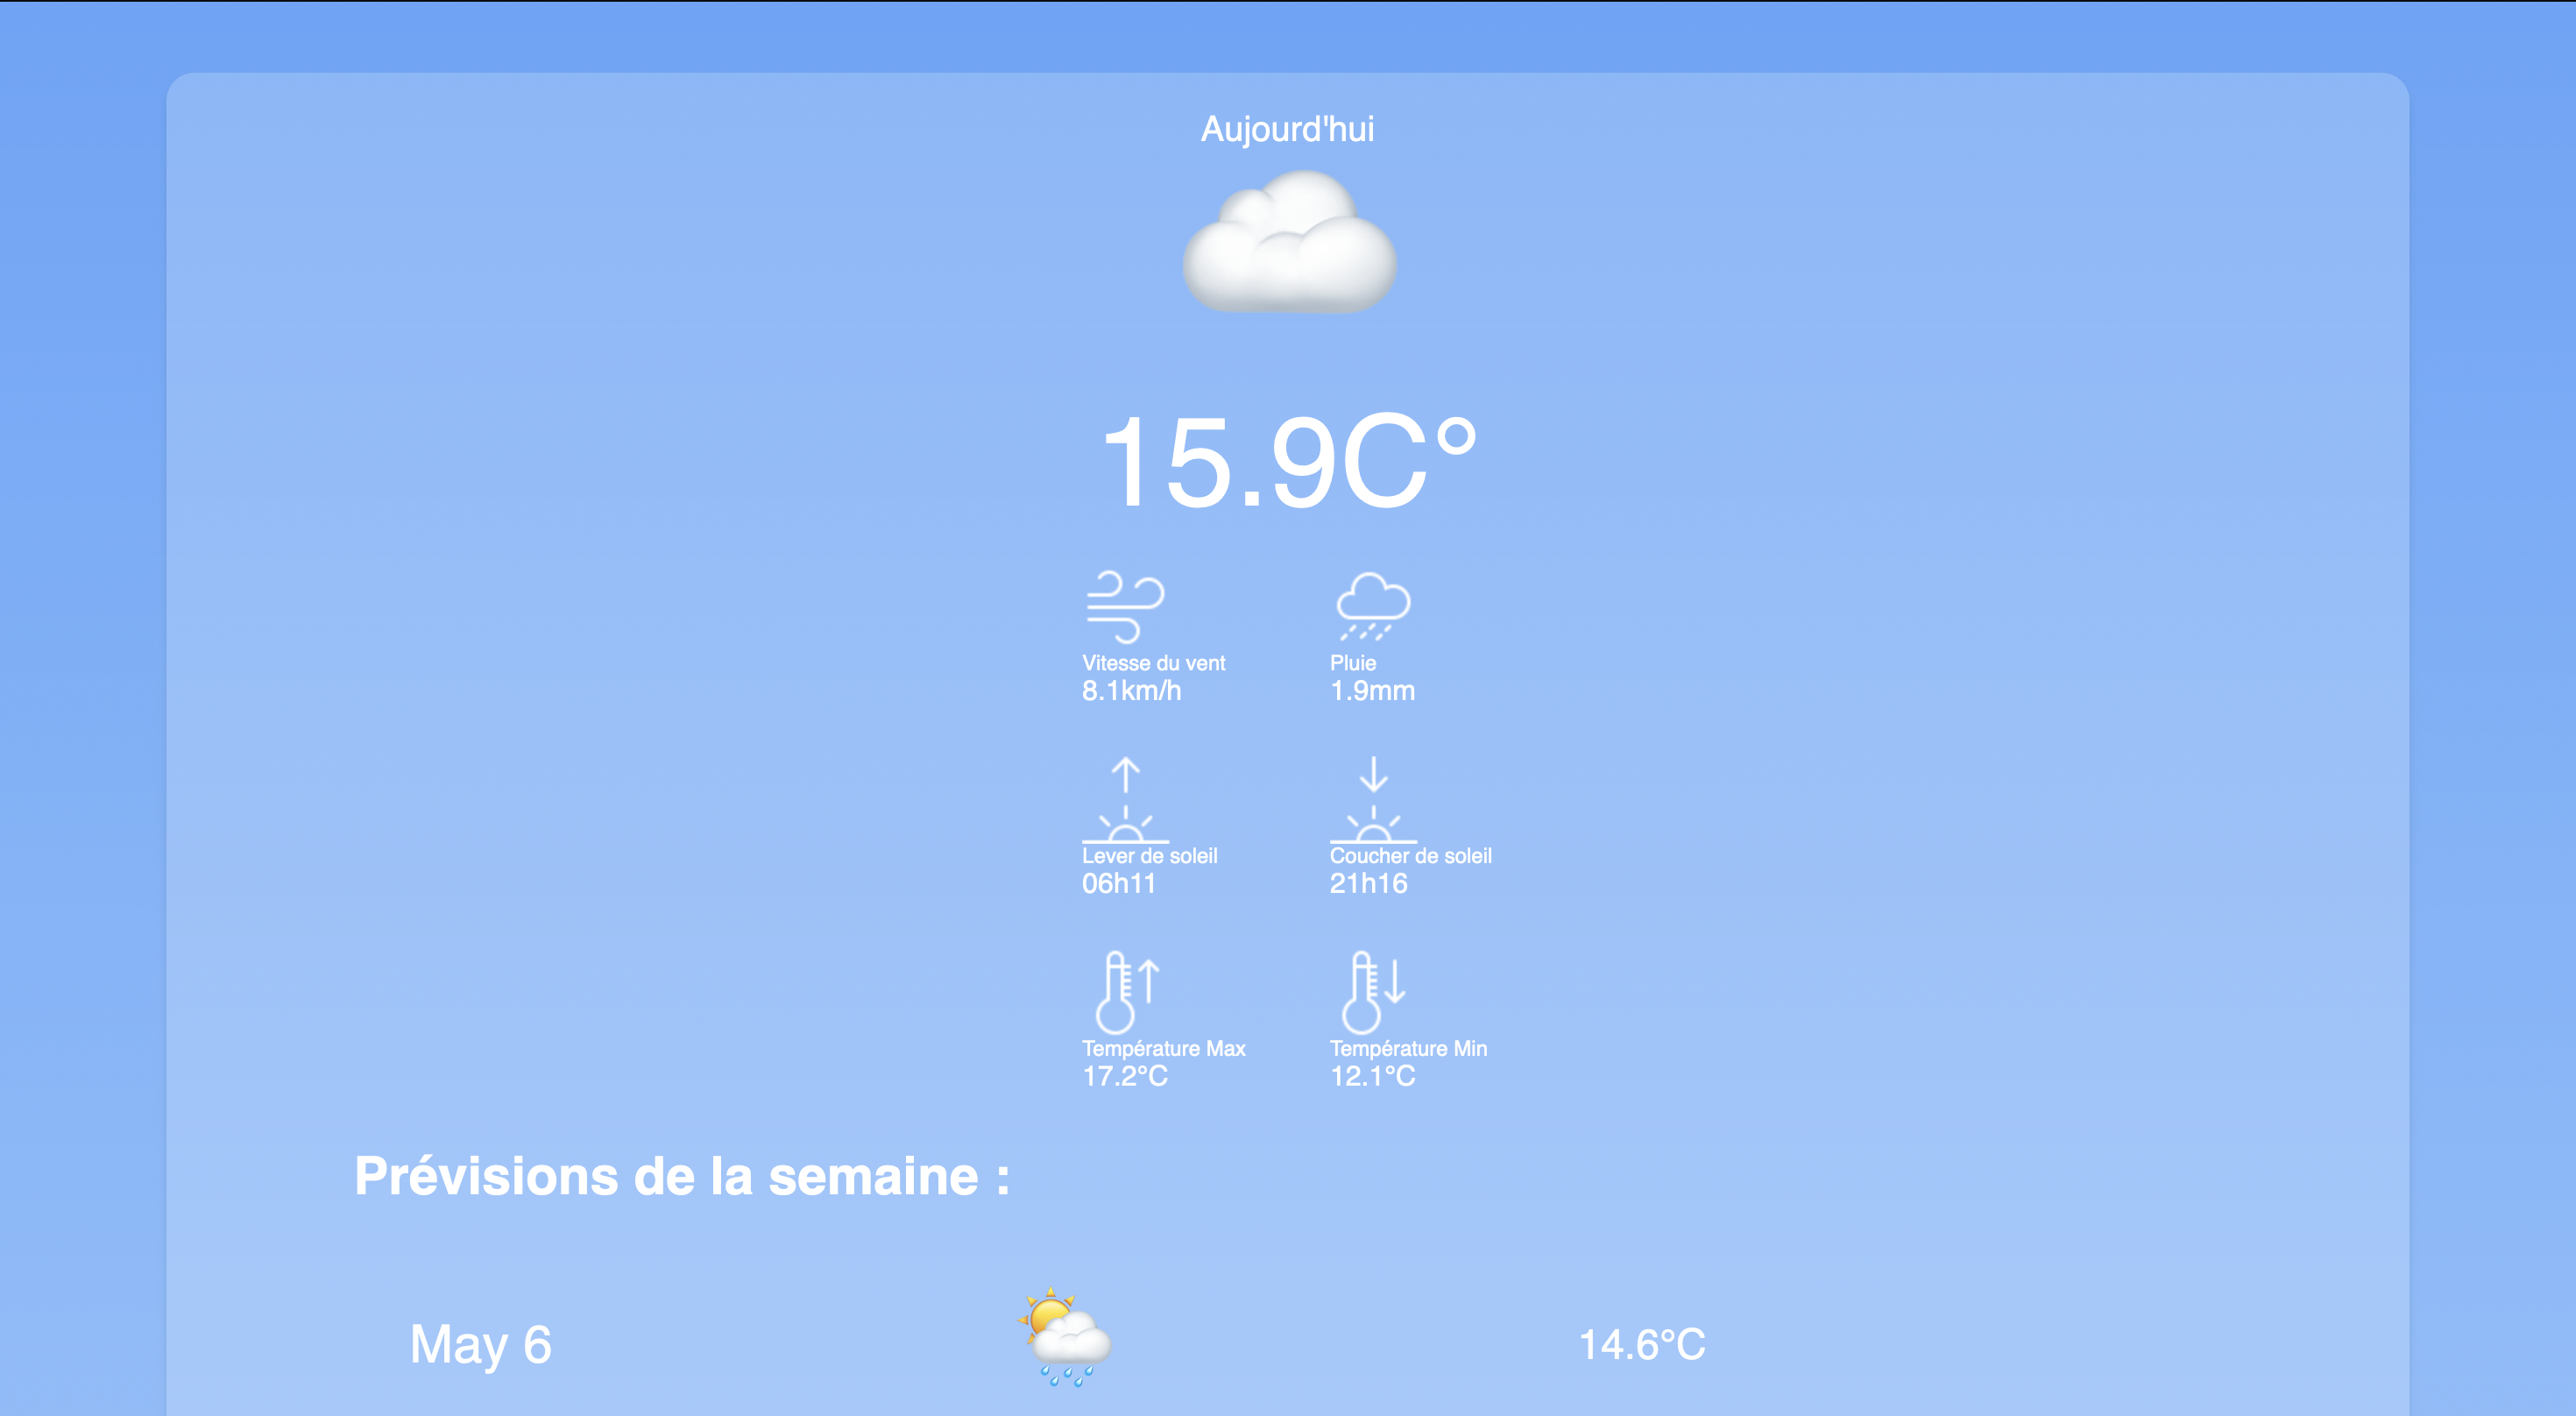 Aujourd'hui
15.9C°
Vitesse du vent
8.1km/h
Pluie
1.9mm
Lever de soleil
06h11
Coucher de soleil
21h16
Température Max
17.2°C
Température Min
12.1°C
Prévisions de la semaine :
May 6
14.6°C